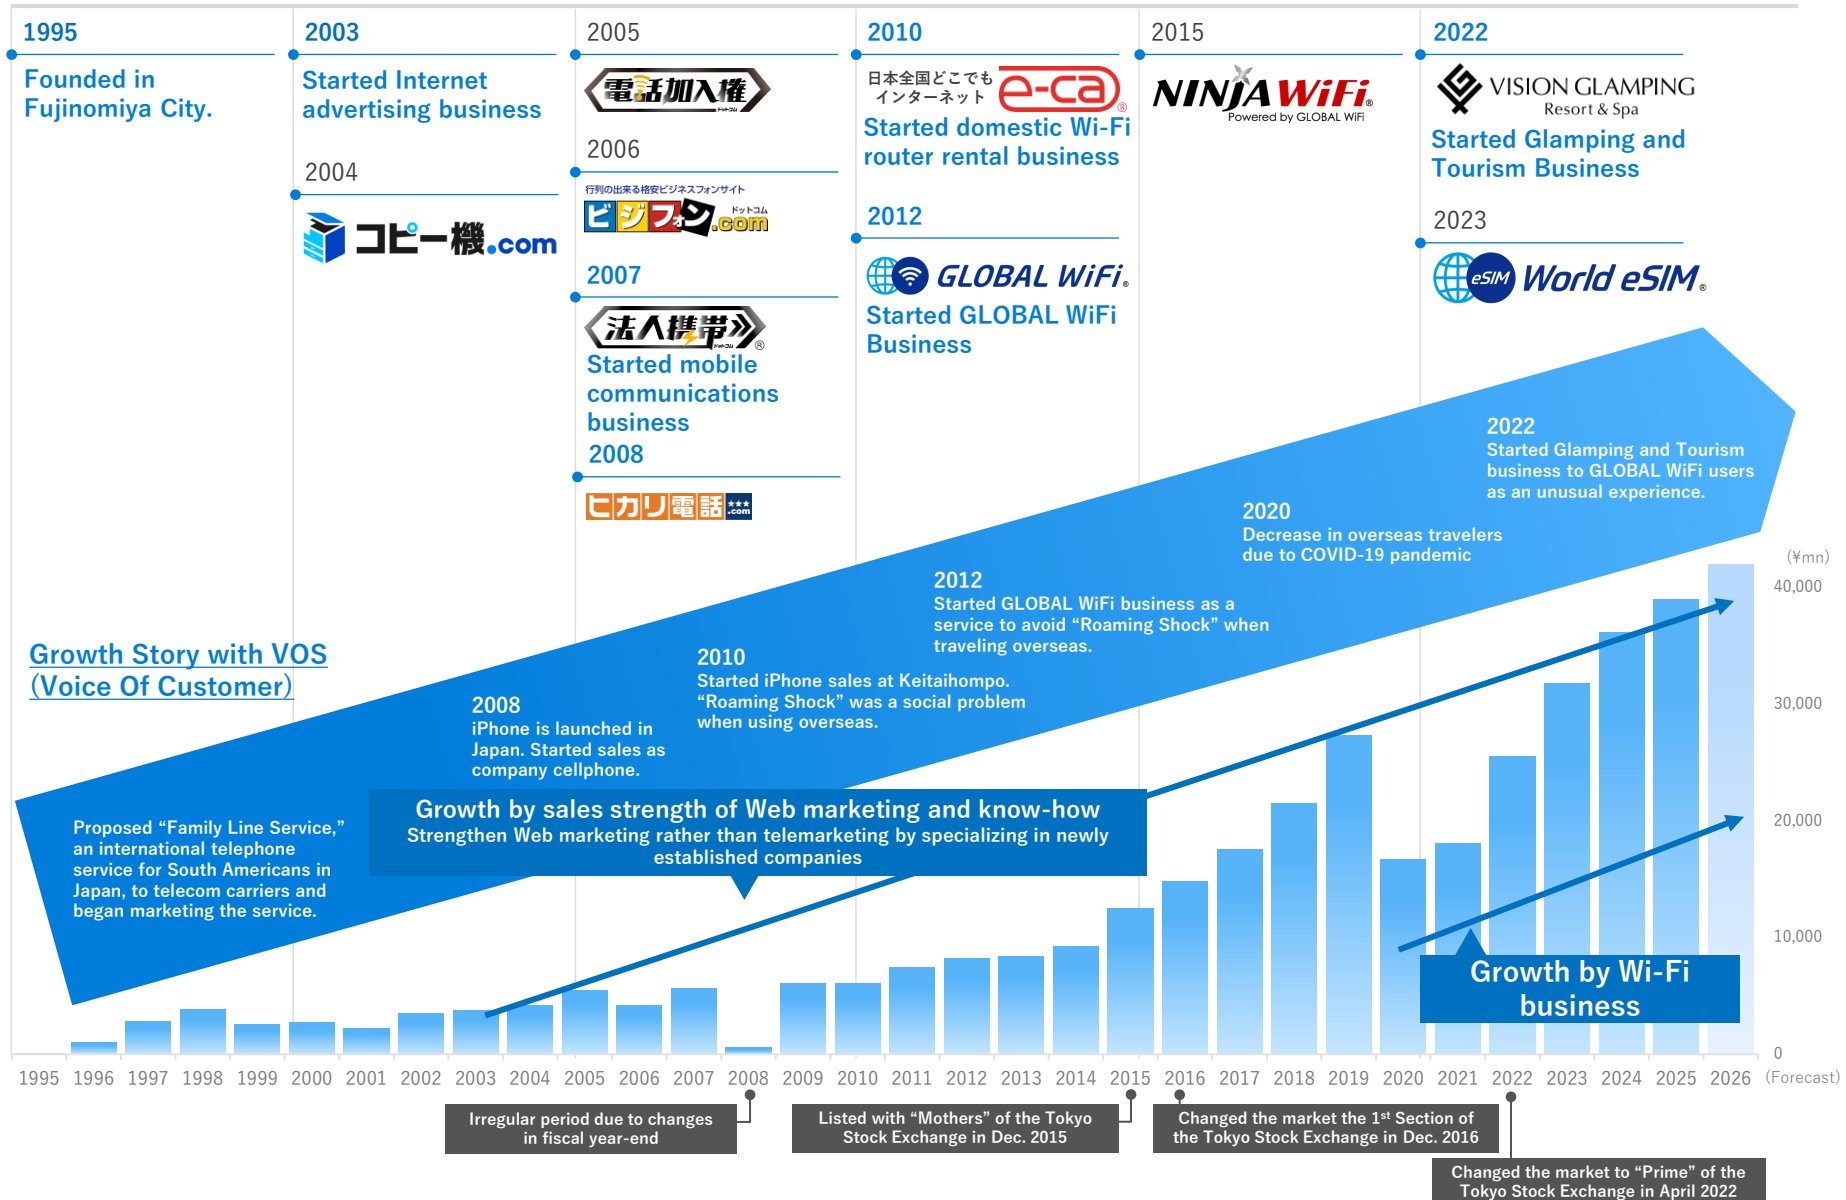 1995
Founded in
Fujinomiya City.
2003
Started Internet
advertising business
2004
コピー機.com
2005
電話加入権
ドットコム
2006
行列の出来る格安ビジネスフォンサイト
ビジフォン.com
ドットコム
2007
法人携帯
ドットコム
®
Started mobile
communications
business
2008
ヒカリ電話
.com
2010
日本全国どこでも
インターネット
e-ca®
Started domestic Wi-Fi
router rental business
2012
GLOBAL WiFi®
Started GLOBAL WiFi
Business
2015
NINJA WiFi®
Powered by GLOBAL WiFi
2022
VISION GLAMPING
Resort & Spa
Started Glamping and
Tourism Business
2023
eSIM World eSIM®
Growth Story with VOS
(Voice Of Customer)
Proposed “Family Line Service,”
an international telephone
service for South Americans in
Japan, to telecom carriers and
began marketing the service.
2008
iPhone is launched in
Japan. Started sales as
company cellphone.
2010
Started iPhone sales at Keitaihompo.
“Roaming Shock” was a social problem
when using overseas.
2012
Started GLOBAL WiFi business as a
service to avoid “Roaming Shock” when
traveling overseas.
2020
Decrease in overseas travelers
due to COVID-19 pandemic
2022
Started Glamping and Tourism
business to GLOBAL WiFi users
as an unusual experience.
Growth by sales strength of Web marketing and know-how
Strengthen Web marketing rather than telemarketing by specializing in newly
established companies
Growth by Wi-Fi
business
(¥mn)
40,000
30,000
20,000
10,000
0
1995 1996 1997 1998 1999 2000 2001 2002 2003 2004 2005 2006 2007 2008 2009 2010 2011 2012 2013 2014 2015 2016 2017 2018 2019 2020 2021 2022 2023 2024 2025 2026 (Forecast)
Irregular period due to changes
in fiscal year-end
Listed with “Mothers” of the Tokyo
Stock Exchange in Dec. 2015
Changed the market the 1st Section of
the Tokyo Stock Exchange in Dec. 2016
Changed the market to “Prime” of the
Tokyo Stock Exchange in April 2022